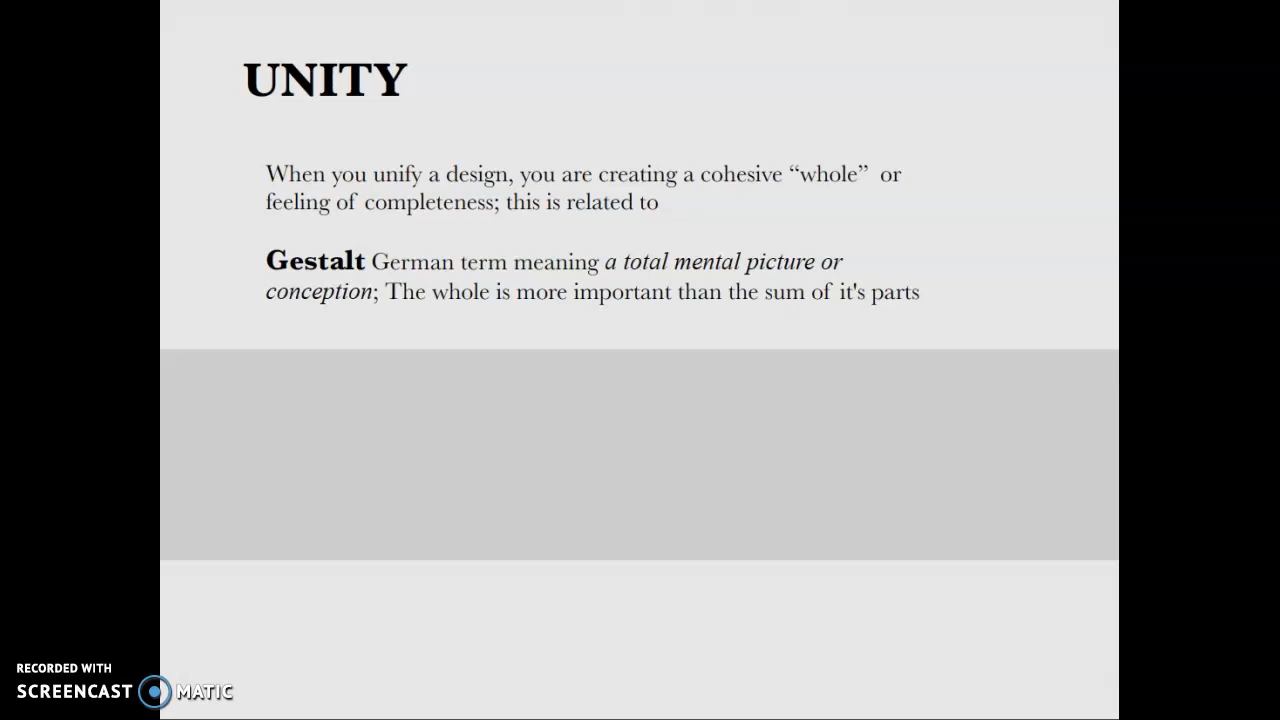 UNITY
When you unify a design, you are creating a cohesive “whole” or
feeling of completeness; this is related to
Gestalt German term meaning a total mental picture or
conception; The whole is more important than the sum of it's parts
RECORDED WITH
SCREENCAST MATIC